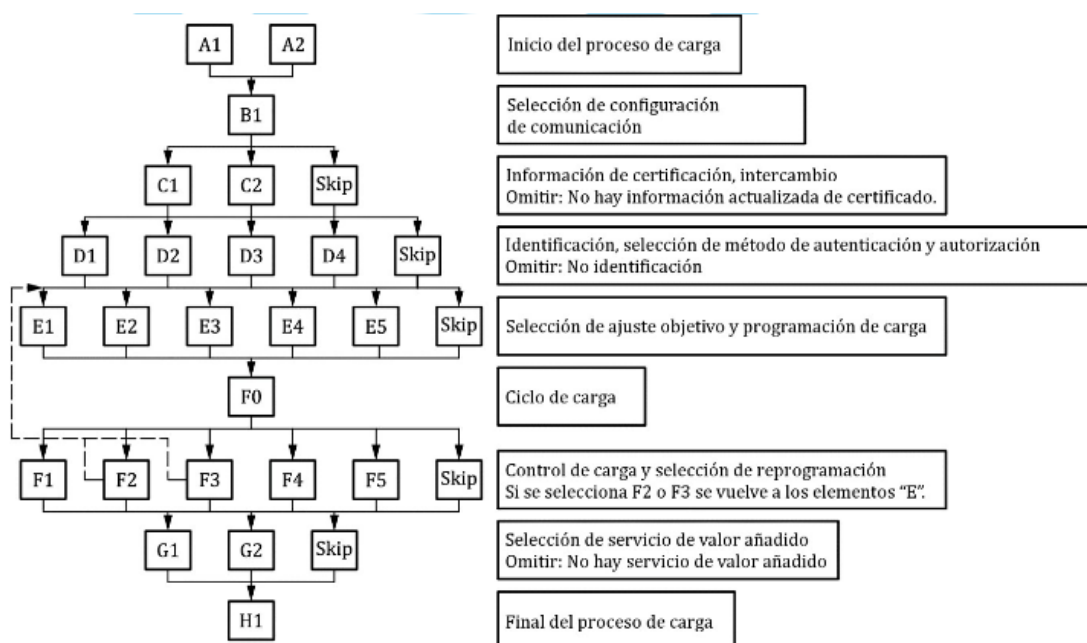 A1 A2 Inicio del proceso de carga
B1 Selección de configuración
de comunicación
C1 C2 Skip Información de certificación, intercambio
Omitir: No hay información actualizada de certificado.
D1 D2 D3 D4 Skip Identificación, selección de método de autenticación y autorización
Omitir: No identificación
E1 E2 E3 E4 E5 Skip Selección de ajuste objetivo y programación de carga
F0 Ciclo de carga
F1 F2 F3 F4 F5 Skip Control de carga y selección de reprogramación
Si se selecciona F2 o F3 se vuelve a los elementos “E”.
G1 G2 Skip Selección de servicio de valor añadido
Omitir: No hay servicio de valor añadido
H1 Final del proceso de carga